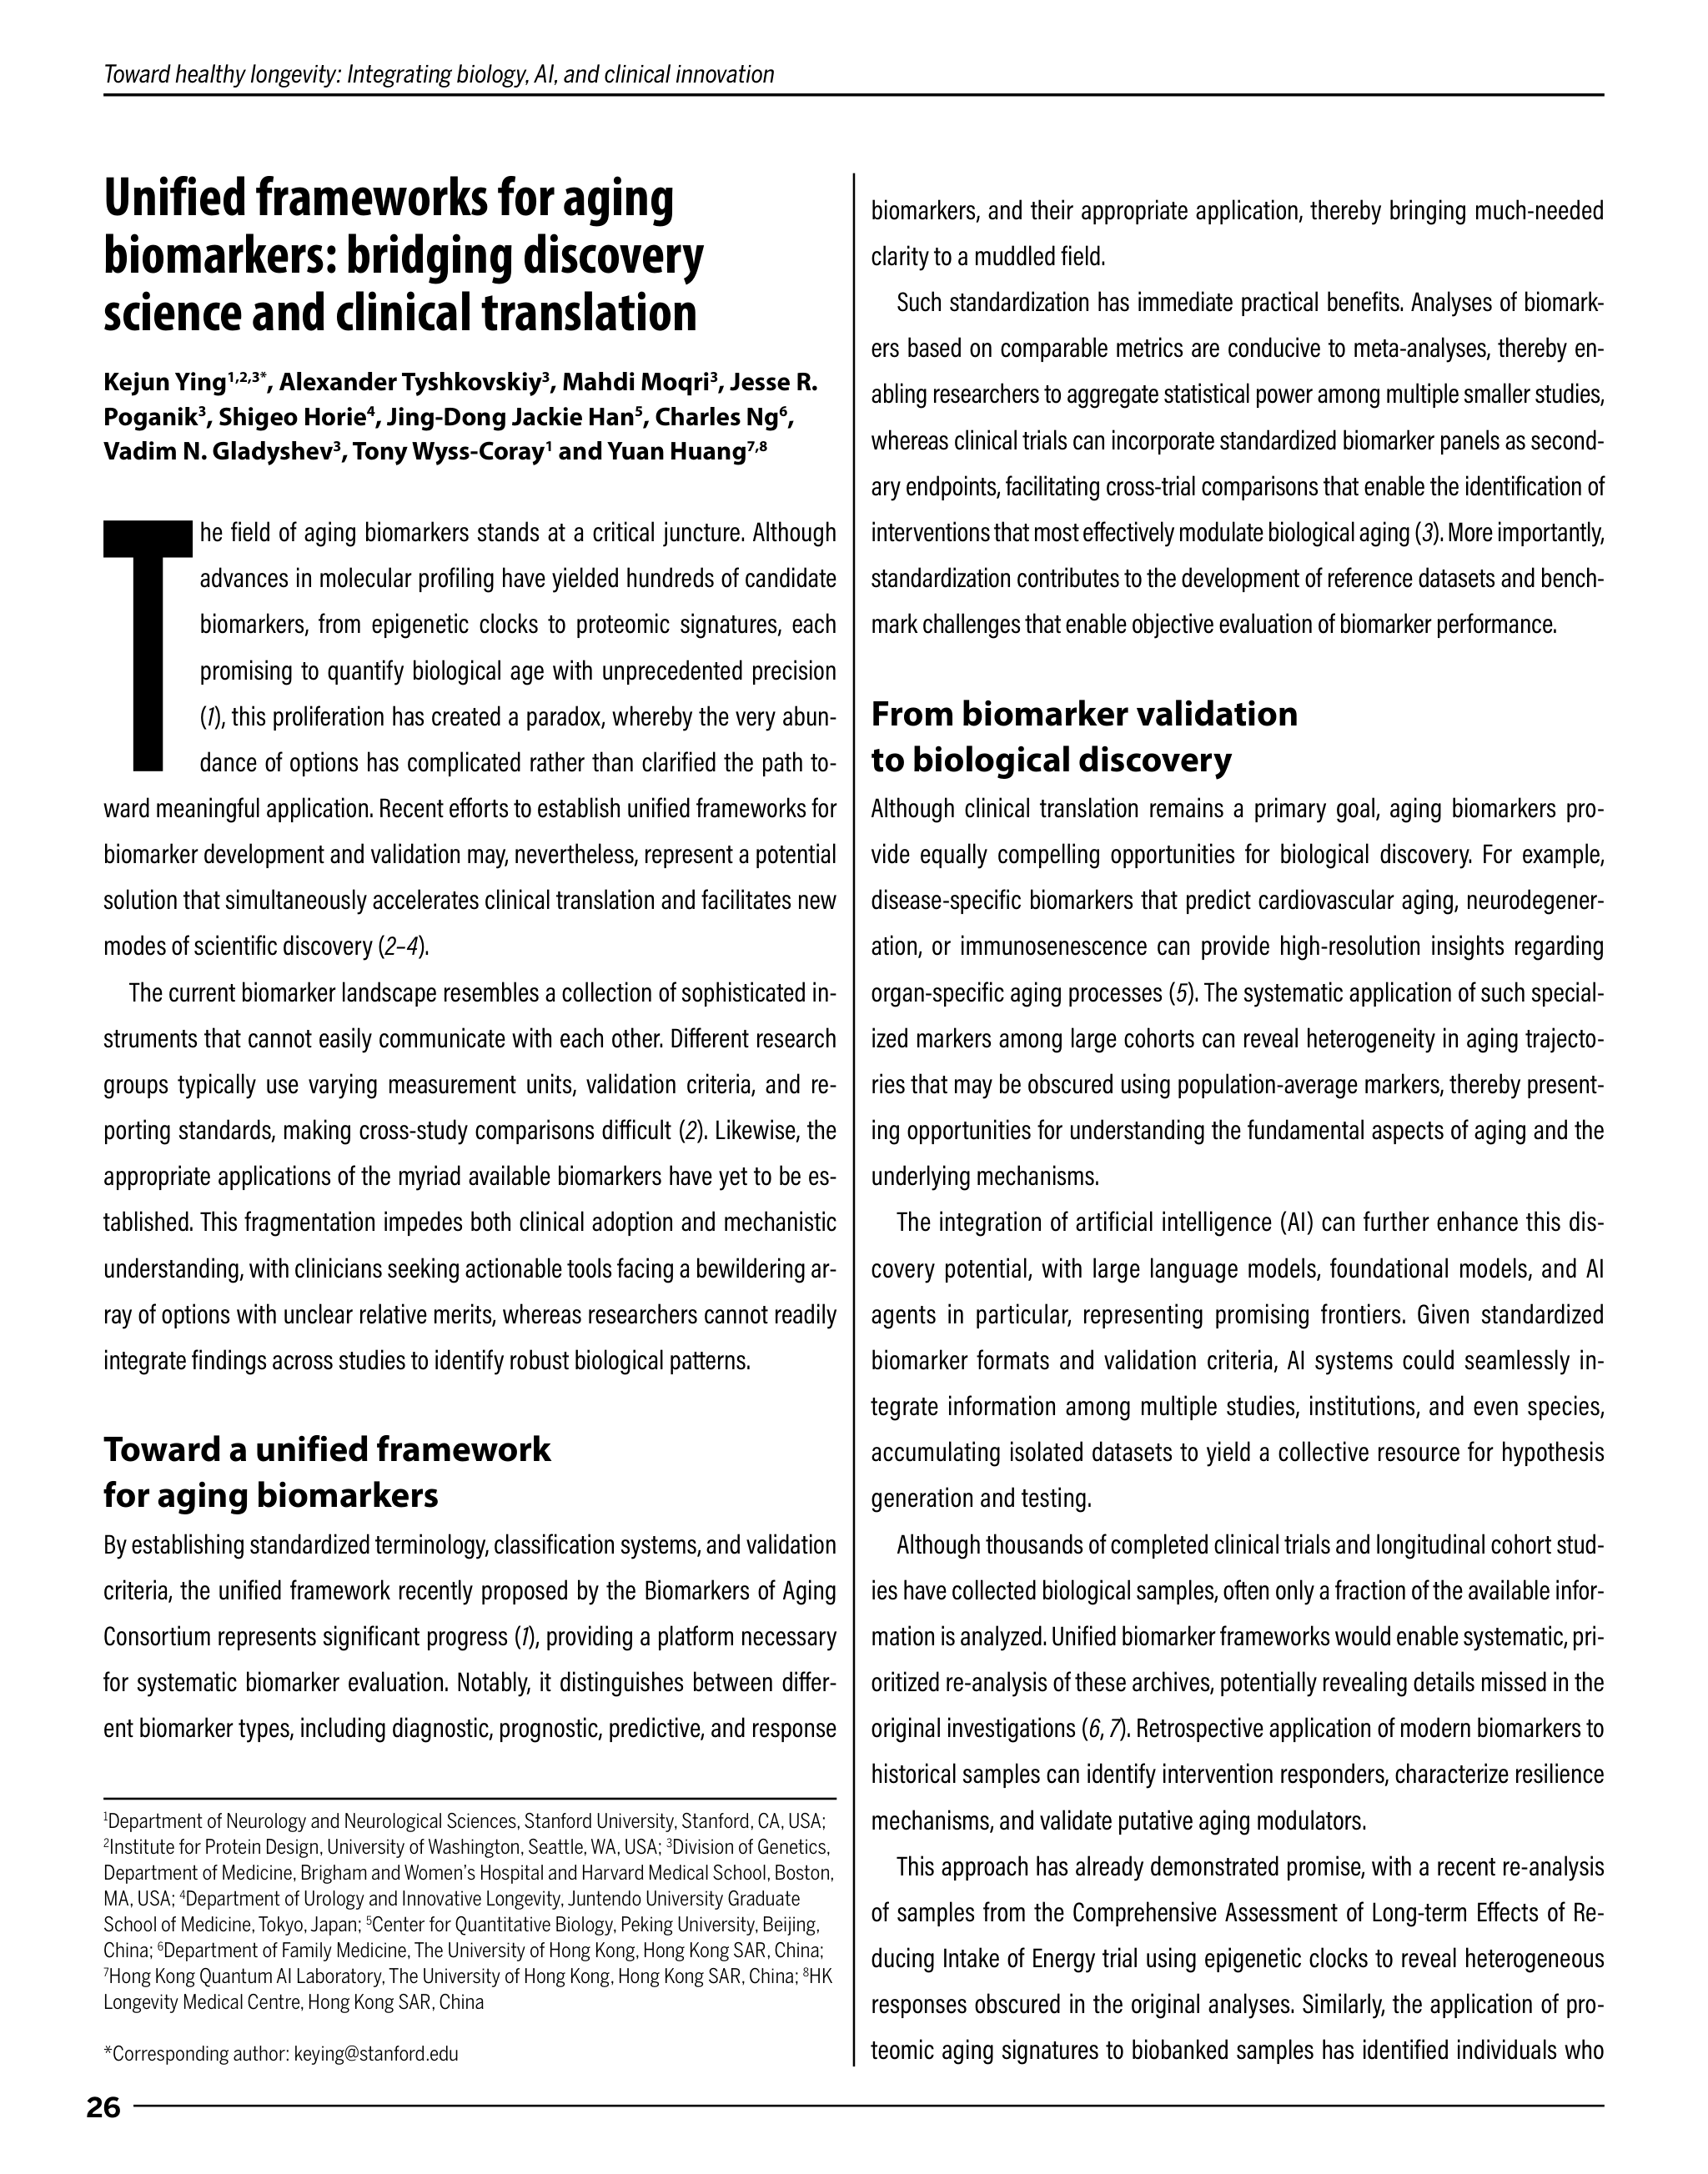 Toward healthy longevity: Integrating biology, AI, and clinical innovation
Unified frameworks for aging
biomarkers: bridging discovery
science and clinical translation
Kejun Ying1,2,3*, Alexander Tyshkovskiy3, Mahdi Moqri3, Jesse R.
Poganik3, Shigeo Horie4, Jing-Dong Jackie Han5, Charles Ng6,
Vadim N. Gladyshev3, Tony Wyss-Coray1 and Yuan Huang7,8
The field of aging biomarkers stands at a critical juncture. Although
advances in molecular profiling have yielded hundreds of candidate
biomarkers, from epigenetic clocks to proteomic signatures, each
promising to quantify biological age with unprecedented precision
(1), this proliferation has created a paradox, whereby the very abun-
dance of options has complicated rather than clarified the path to-
ward meaningful application. Recent efforts to establish unified frameworks for
biomarker development and validation may, nevertheless, represent a potential
solution that simultaneously accelerates clinical translation and facilitates new
modes of scientific discovery (2–4).
The current biomarker landscape resembles a collection of sophisticated in-
struments that cannot easily communicate with each other. Different research
groups typically use varying measurement units, validation criteria, and re-
porting standards, making cross-study comparisons difficult (2). Likewise, the
appropriate applications of the myriad available biomarkers have yet to be es-
tablished. This fragmentation impedes both clinical adoption and mechanistic
understanding, with clinicians seeking actionable tools facing a bewildering ar-
ray of options with unclear relative merits, whereas researchers cannot readily
integrate findings across studies to identify robust biological patterns.
Toward a unified framework
for aging biomarkers
By establishing standardized terminology, classification systems, and validation
criteria, the unified framework recently proposed by the Biomarkers of Aging
Consortium represents significant progress (1), providing a platform necessary
for systematic biomarker evaluation. Notably, it distinguishes between differ-
ent biomarker types, including diagnostic, prognostic, predictive, and response
1Department of Neurology and Neurological Sciences, Stanford University, Stanford, CA, USA;
2Institute for Protein Design, University of Washington, Seattle, WA, USA; 3Division of Genetics,
Department of Medicine, Brigham and Women's Hospital and Harvard Medical School, Boston,
MA, USA; 4Department of Urology and Innovative Longevity, Juntendo University Graduate
School of Medicine, Tokyo, Japan; 5Center for Quantitative Biology, Peking University, Beijing,
China; 6Department of Family Medicine, The University of Hong Kong, Hong Kong SAR, China;
7Hong Kong Quantum AI Laboratory, The University of Hong Kong, Hong Kong SAR, China; 8HK
Longevity Medical Centre, Hong Kong SAR, China
*Corresponding author: keying@stanford.edu
biomarkers, and their appropriate application, thereby bringing much-needed
clarity to a muddled field.
Such standardization has immediate practical benefits. Analyses of biomark-
ers based on comparable metrics are conducive to meta-analyses, thereby en-
abling researchers to aggregate statistical power among multiple smaller studies,
whereas clinical trials can incorporate standardized biomarker panels as second-
ary endpoints, facilitating cross-trial comparisons that enable the identification of
interventions that most effectively modulate biological aging (3). More importantly,
standardization contributes to the development of reference datasets and bench-
mark challenges that enable objective evaluation of biomarker performance.
From biomarker validation
to biological discovery
Although clinical translation remains a primary goal, aging biomarkers pro-
vide equally compelling opportunities for biological discovery. For example,
disease-specific biomarkers that predict cardiovascular aging, neurodegener-
ation, or immunosenescence can provide high-resolution insights regarding
organ-specific aging processes (5). The systematic application of such special-
ized markers among large cohorts can reveal heterogeneity in aging trajecto-
ries that may be obscured using population-average markers, thereby present-
ing opportunities for understanding the fundamental aspects of aging and the
underlying mechanisms.
The integration of artificial intelligence (AI) can further enhance this dis-
covery potential, with large language models, foundational models, and AI
agents in particular, representing promising frontiers. Given standardized
biomarker formats and validation criteria, AI systems could seamlessly in-
tegrate information among multiple studies, institutions, and even species,
accumulating isolated datasets to yield a collective resource for hypothesis
generation and testing.
Although thousands of completed clinical trials and longitudinal cohort stud-
ies have collected biological samples, often only a fraction of the available infor-
mation is analyzed. Unified biomarker frameworks would enable systematic, pri-
oritized re-analysis of these archives, potentially revealing details missed in the
original investigations (6, 7). Retrospective application of modern biomarkers to
historical samples can identify intervention responders, characterize resilience
mechanisms, and validate putative aging modulators.
This approach has already demonstrated promise, with a recent re-analysis
of samples from the Comprehensive Assessment of Long-term Effects of Re-
ducing Intake of Energy trial using epigenetic clocks to reveal heterogeneous
responses obscured in the original analyses. Similarly, the application of pro-
teomic aging signatures to biobanked samples has identified individuals who
26